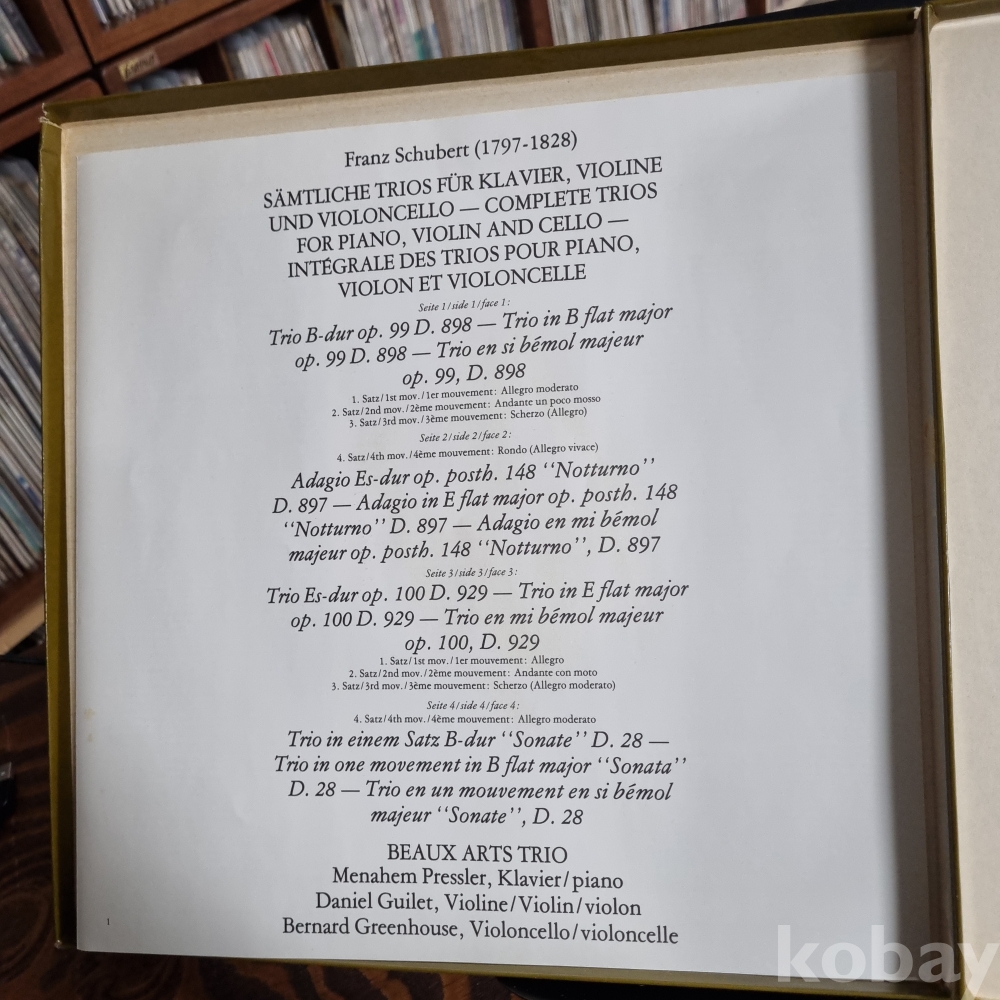 Franz Schubert (1797-1828)
SÄMTLICHE TRIOS FÜR KLAVIER, VIOLINE
UND VIOLONCELLO — COMPLETE TRIOS
FOR PIANO, VIOLIN AND CELLO —
INTÉGRALE DES TRIOS POUR PIANO,
VIOLON ET VIOLONCELLE
Seite 1/side 1/face 1:
Trio B-dur op. 99 D. 898 — Trio in B flat major
op. 99 D. 898 — Trio en si bémol majeur
op. 99, D. 898
1. Satz/1st mov./1er mouvement: Allegro moderato
2. Satz/2nd mov./2ème mouvement: Andante un poco mosso
3. Satz/3rd mov./3ème mouvement: Scherzo (Allegro)
Seite 2/side 2/face 2:
4. Satz/4th mov./4ème mouvement: Rondo (Allegro vivace)
Adagio Es-dur op. posth. 148 ‘‘Notturno’’
D. 897 — Adagio in E flat major op. posth. 148
‘‘Notturno’’ D. 897 — Adagio en mi bémol
majeur op. posth. 148 ‘‘Notturno’’, D. 897
Seite 3/side 3/face 3:
Trio Es-dur op. 100 D. 929 — Trio in E flat major
op. 100 D. 929 — Trio en mi bémol majeur
op. 100, D. 929
1. Satz/1st mov./1er mouvement: Allegro
2. Satz/2nd mov./2ème mouvement: Andante con moto
3. Satz/3rd mov./3ème mouvement: Scherzo (Allegro moderato)
Seite 4/side 4/face 4:
4. Satz/4th mov./4ème mouvement: Allegro moderato
Trio in einem Satz B-dur ‘‘Sonate’’ D. 28 —
Trio in one movement in B flat major ‘‘Sonata’’
D. 28 — Trio en un mouvement en si bémol
majeur ‘‘Sonate’’, D. 28
BEAUX ARTS TRIO
Menahem Pressler, Klavier/piano
Daniel Guilet, Violine/Violin/violon
Bernard Greenhouse, Violoncello/violoncelle
1
kobay